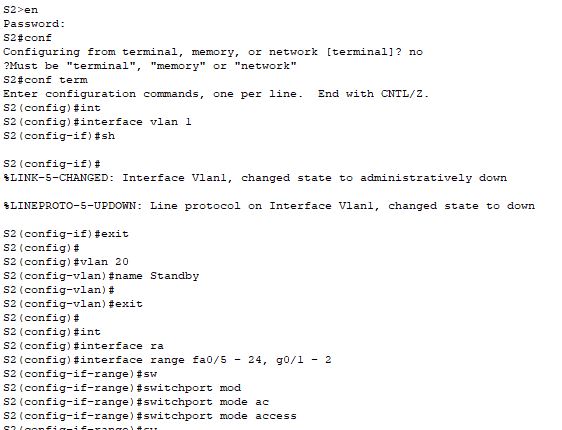 S2>en
Password:
S2#conf
Configuring from terminal, memory, or network [terminal]? no
?Must be "terminal", "memory" or "network"
S2#conf term
Enter configuration commands, one per line.  End with CNTL/Z.
S2(config)#int
S2(config)#interface vlan 1
S2(config-if)#sh
S2(config-if)#
%LINK-5-CHANGED: Interface Vlan1, changed state to administratively down
%LINEPROTO-5-UPDOWN: Line protocol on Interface Vlan1, changed state to down
S2(config-if)#exit
S2(config)#
S2(config)#vlan 20
S2(config-vlan)#name Standby
S2(config-vlan)#
S2(config-vlan)#exit
S2(config)#
S2(config)#int
S2(config)#interface ra
S2(config)#interface range fa0/5 - 24, g0/1 - 2
S2(config-if-range)#sw
S2(config-if-range)#switchport mod
S2(config-if-range)#switchport mode ac
S2(config-if-range)#switchport mode access
S2(config-if-range)#sw